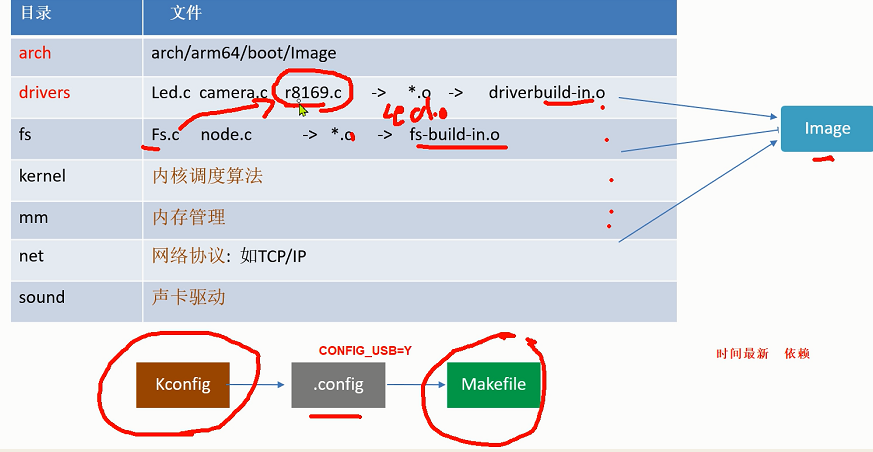 目录 文件
arch arch/arm64/boot/Image
drivers Led.c camera.c r8169.c -> *.o -> driverbuild-in.o
led.o
fs Fs.c node.c -> *.o -> fs-build-in.o
Image
kernel 内核调度算法
mm 内存管理
net 网络协议: 如TCP/IP
sound 声卡驱动
CONFIG_USB=Y
时间最新 依赖
Kconfig .config Makefile